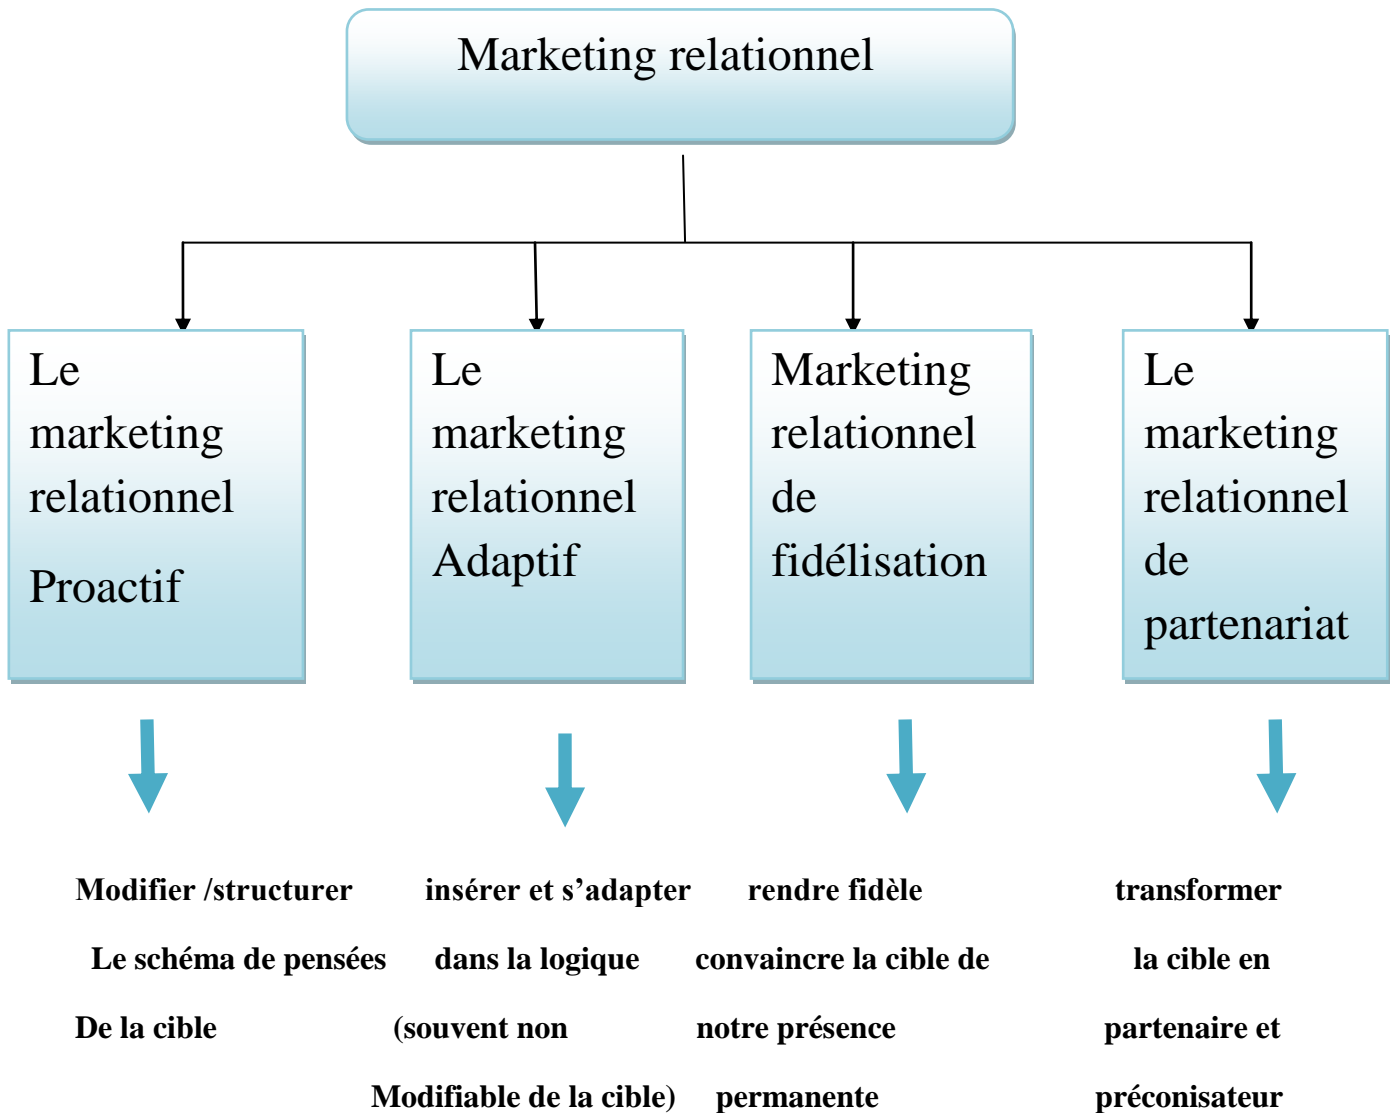 Marketing relationnel
Le
marketing
relationnel
Proactif
Le
marketing
relationnel
Adaptif
Marketing
relationnel
de
fidélisation
Le
marketing
relationnel
de
partenariat
Modifier /structurer
Le schéma de pensées
De la cible
insérer et s’adapter
dans la logique
(souvent non
Modifiable de la cible)
rendre fidèle
convaincre la cible de
notre présence
permanente
transformer
la cible en
partenaire et
préconisateur